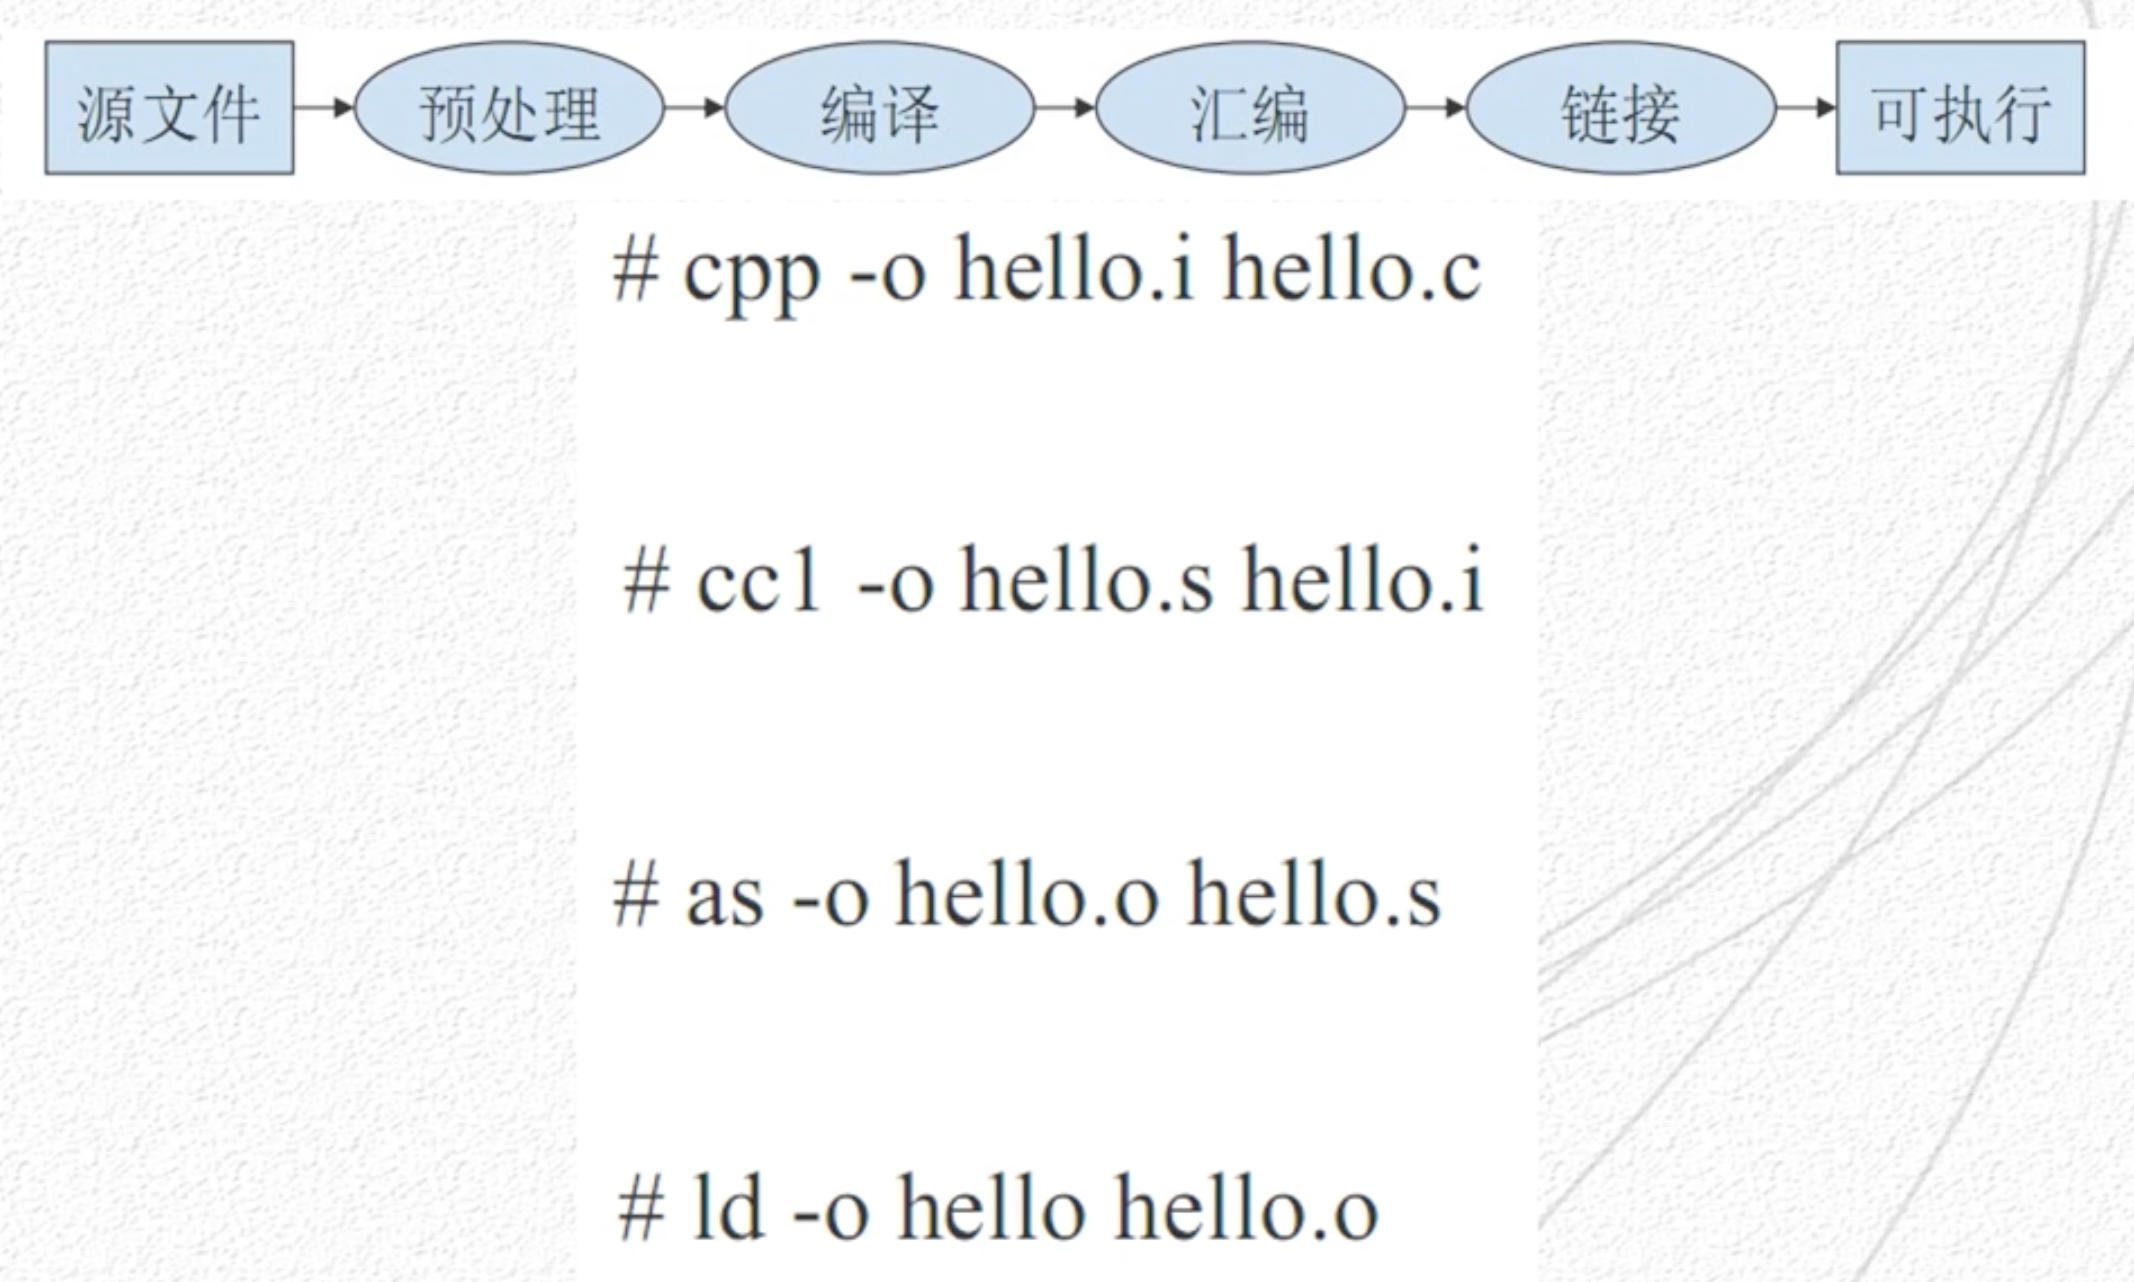 源文件 预处理 编译 汇编 链接 可执行
# cpp -o hello.i hello.c
# cc1 -o hello.s hello.i
# as -o hello.o hello.s
# ld -o hello hello.o